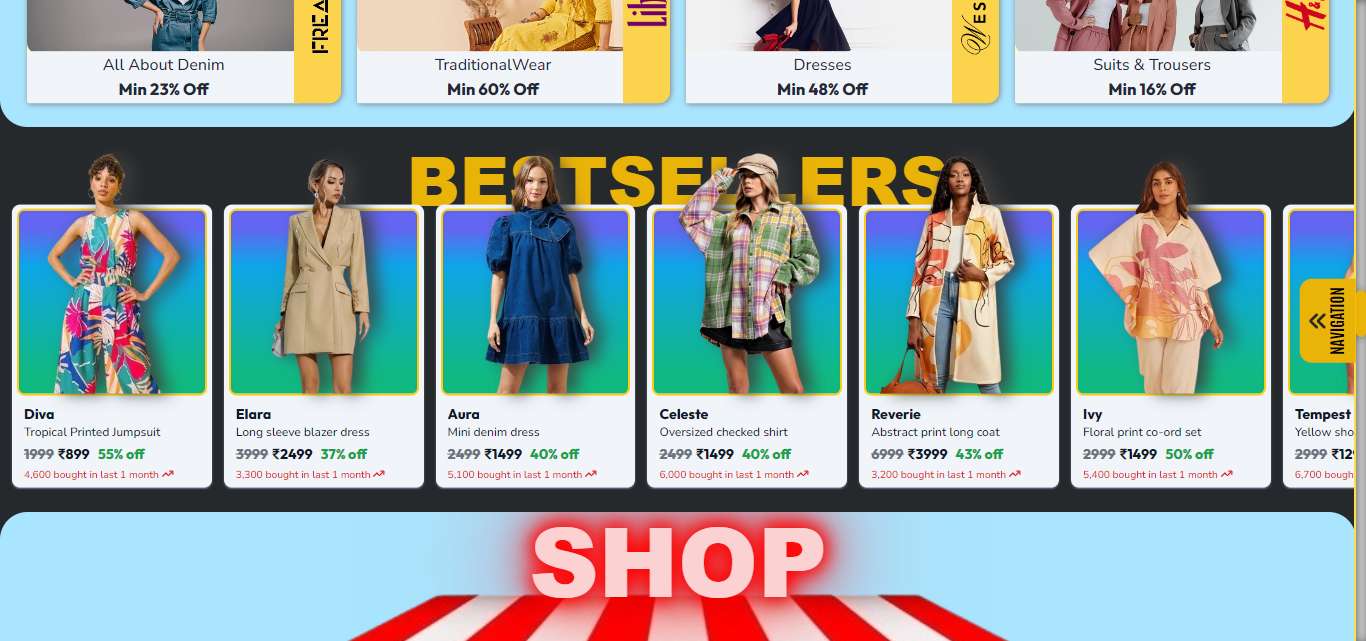 FREA
Lib
WES
H&
All About Denim
Min 23% Off
TraditionalWear
Min 60% Off
Dresses
Min 48% Off
Suits & Trousers
Min 16% Off
BESTSELLERS
NAVIGATION
Diva
Tropical Printed Jumpsuit
1999 ₹899 55% off
4,600 bought in last 1 month
Elara
Long sleeve blazer dress
3999 ₹2499 37% off
3,300 bought in last 1 month
Aura
Mini denim dress
2499 ₹1499 40% off
5,100 bought in last 1 month
Celeste
Oversized checked shirt
2499 ₹1499 40% off
6,000 bought in last 1 month
Reverie
Abstract print long coat
6999 ₹3999 43% off
3,200 bought in last 1 month
Ivy
Floral print co-ord set
2999 ₹1499 50% off
5,400 bought in last 1 month
Tempest
Yellow sho
2999 ₹129
6,700 bough
SHOP